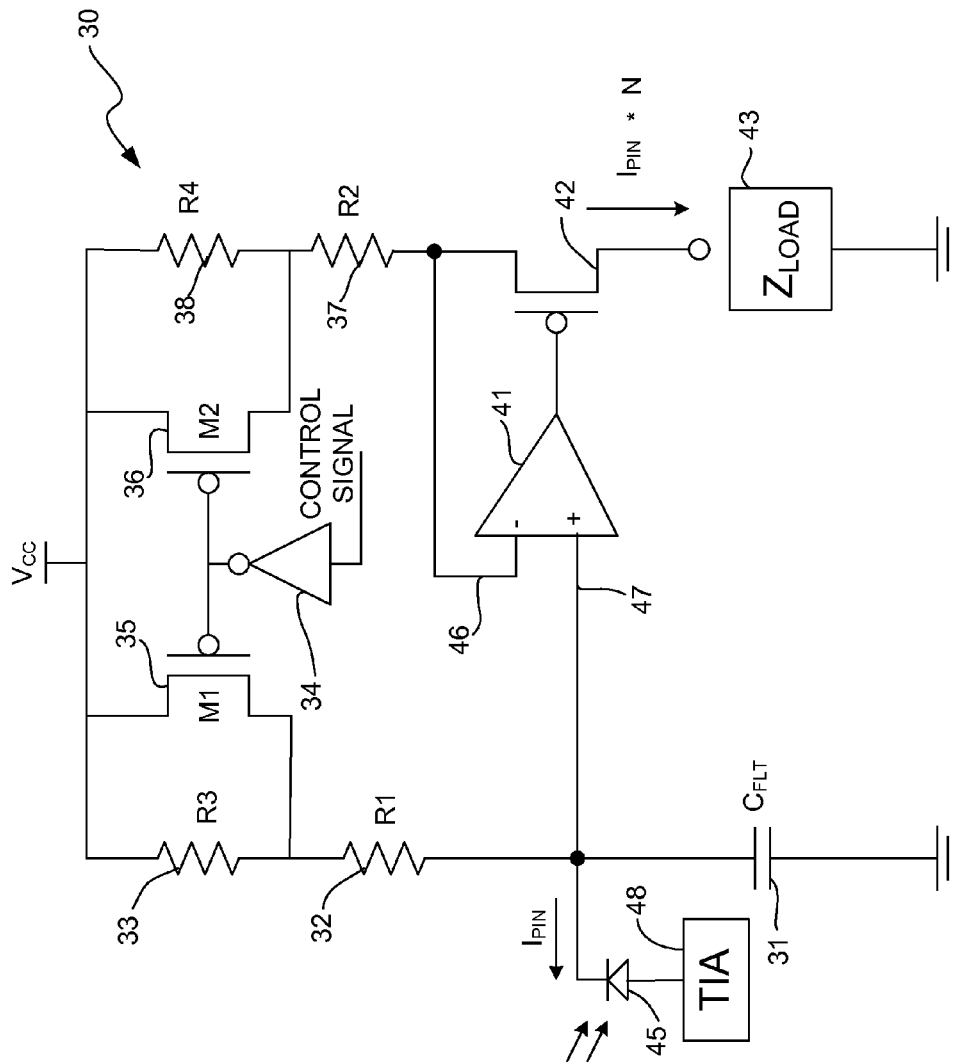 30
V_CC
R4
38
R2
37
36
M2
35
M1
34
CONTROL
SIGNAL
R3
33
R1
32
I_PIN * N
42
43
Z_LOAD
41
-
+
46
47
I_PIN
C_FLT
31
48
TIA
45